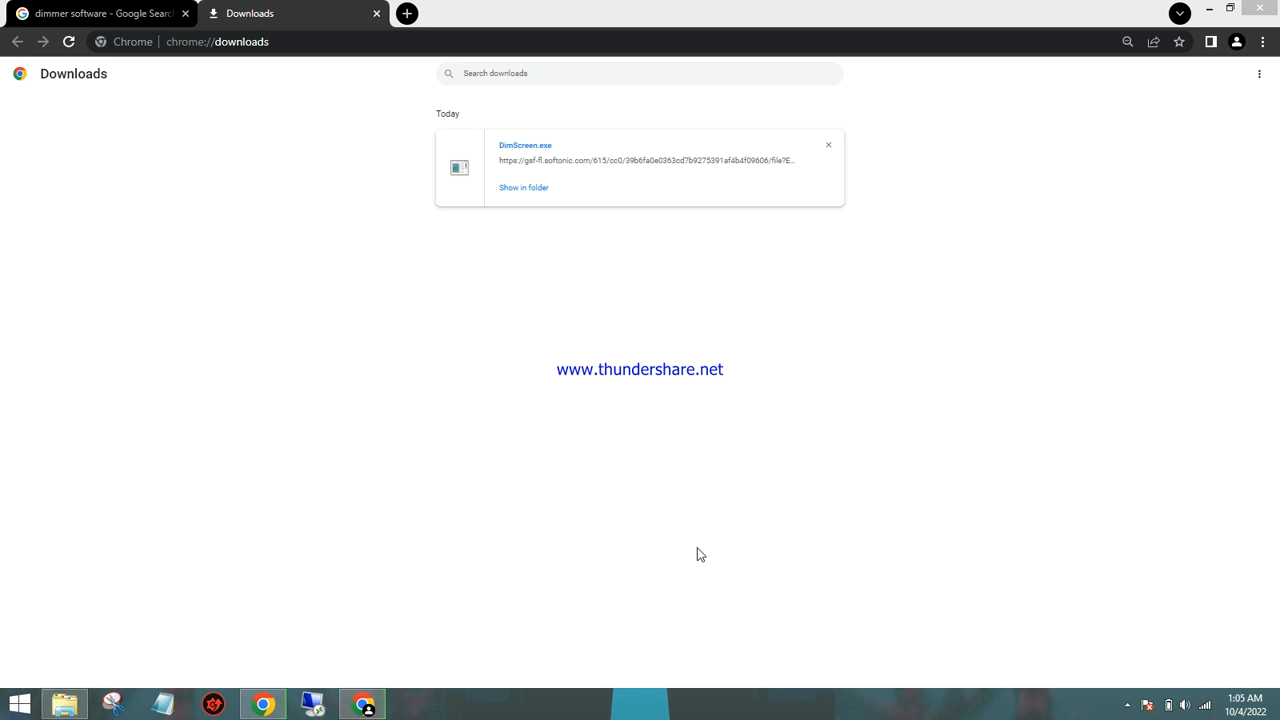 dimmer software - Google Search
Downloads
Chrome
chrome://downloads
Downloads
Search downloads
Today
DimScreen.exe
https://gsf-fl.softonic.com/615/cc0/39b6fa0e0363cd7b9275391af4b4f09606/file?E...
Show in folder
www.thundershare.net
1:05 AM
10/4/2022